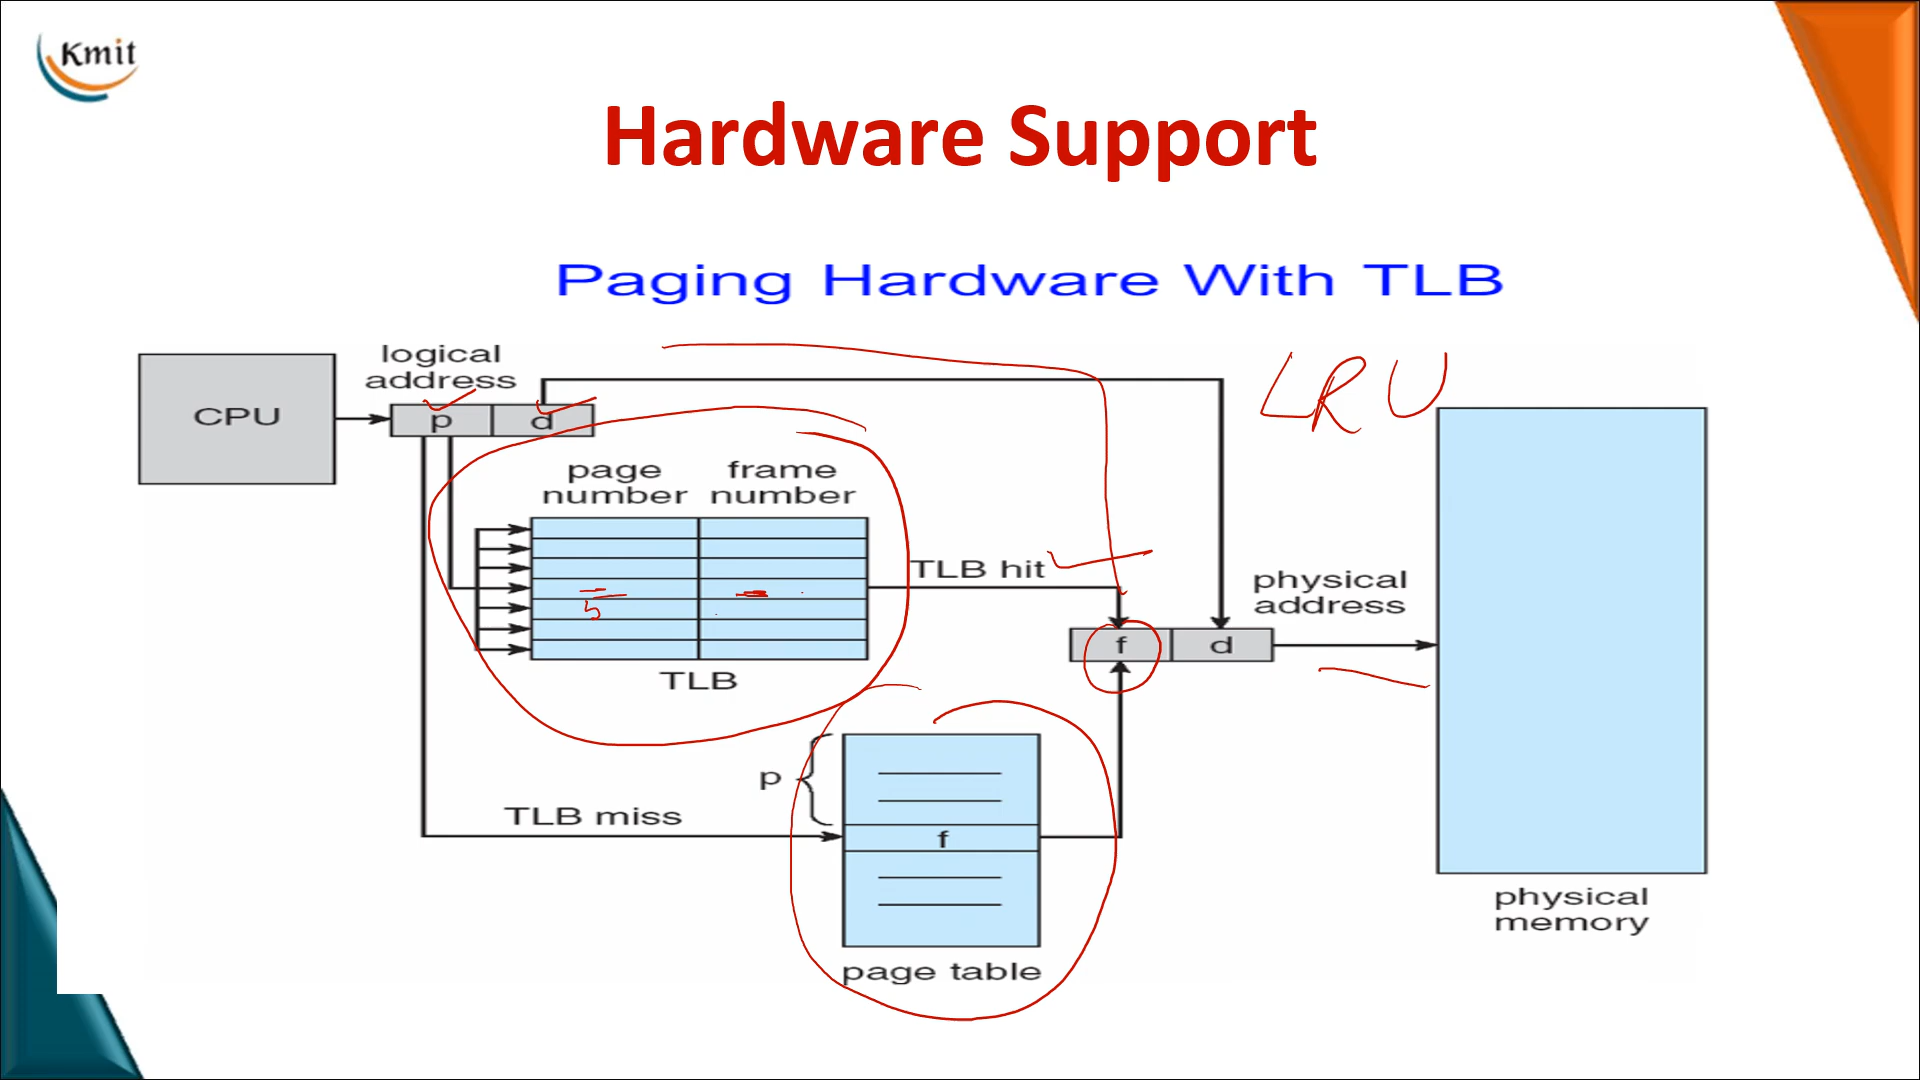 Kmit
Hardware Support
Paging Hardware With TLB
logical
address
CPU
p d
LRU
page frame
number number
5
TLB hit
TLB
physical
address
f d
p
TLB miss
f
page table
physical
memory